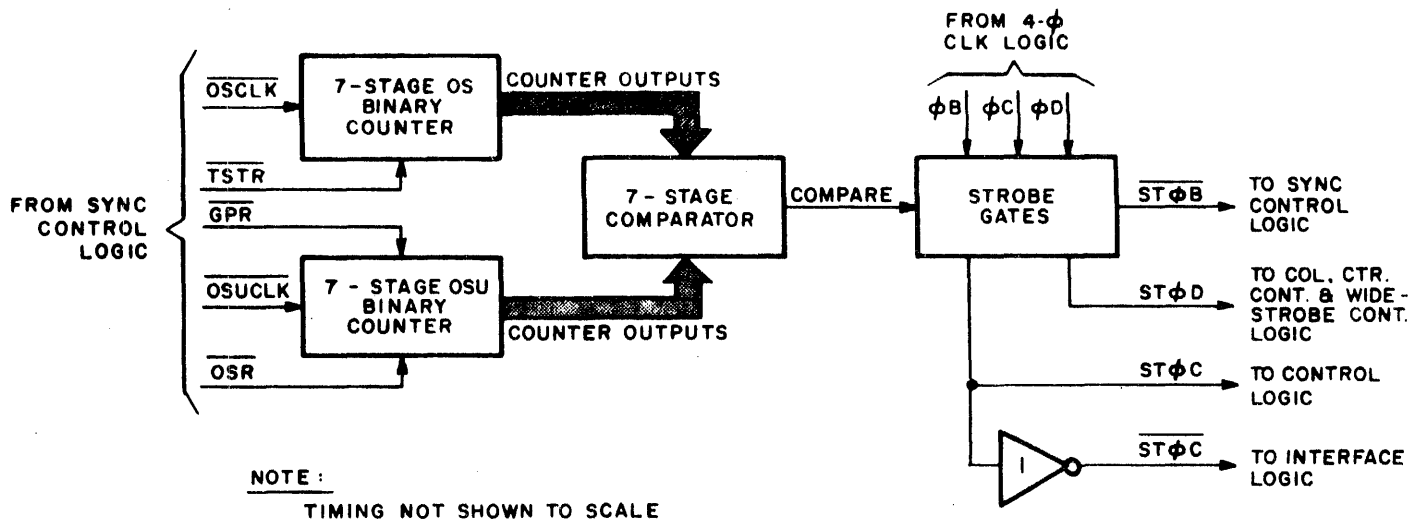 FROM 4-ϕ
CLK LOGIC
OSCLK
7-STAGE OS
BINARY
COUNTER
COUNTER OUTPUTS
ϕB
ϕC
ϕD
TSTR
FROM SYNC
CONTROL
LOGIC
GPR
7 - STAGE
COMPARATOR
COMPARE
STROBE
GATES
STϕB
TO SYNC
CONTROL
LOGIC
OSUCLK
7 - STAGE OSU
BINARY
COUNTER
COUNTER OUTPUTS
STϕD
TO COL, CTR.
CONT. & WIDE-
STROBE CONT.
LOGIC
OSR
STϕC
TO CONTROL
LOGIC
I
STϕC
TO INTERFACE
LOGIC
NOTE:
TIMING NOT SHOWN TO SCALE